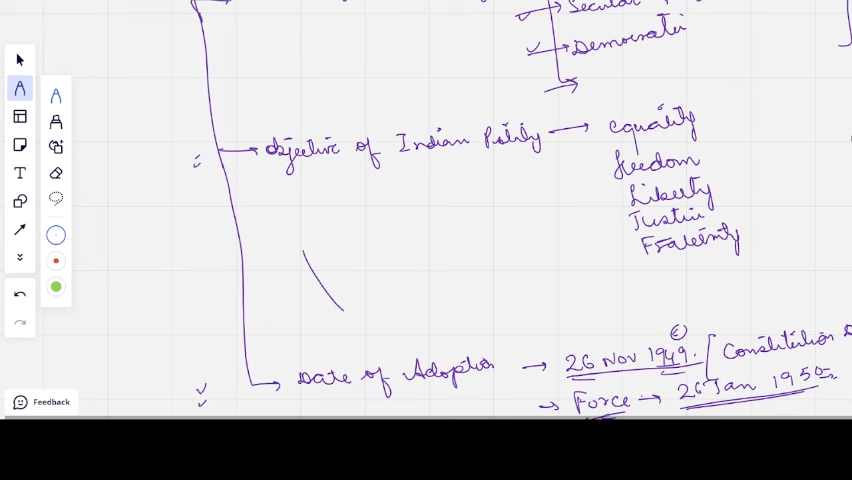 Secular
Democratic
Objective of Indian Polity → equality
freedom
Liberty
Justice
Fraternity
Date of Adoption → 26 Nov 1949. [Constitution D
→ Force → 26 Jan 1950
T
Feedback